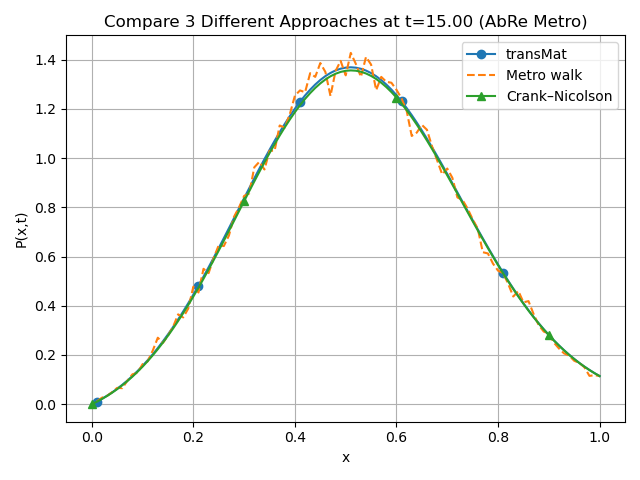 Compare 3 Different Approaches at t=15.00 (AbRe Metro)
transMat
Metro walk
Crank–Nicolson
P(x,t)
1.4
1.2
1.0
0.8
0.6
0.4
0.2
0.0
0.0 0.2 0.4 0.6 0.8 1.0
x